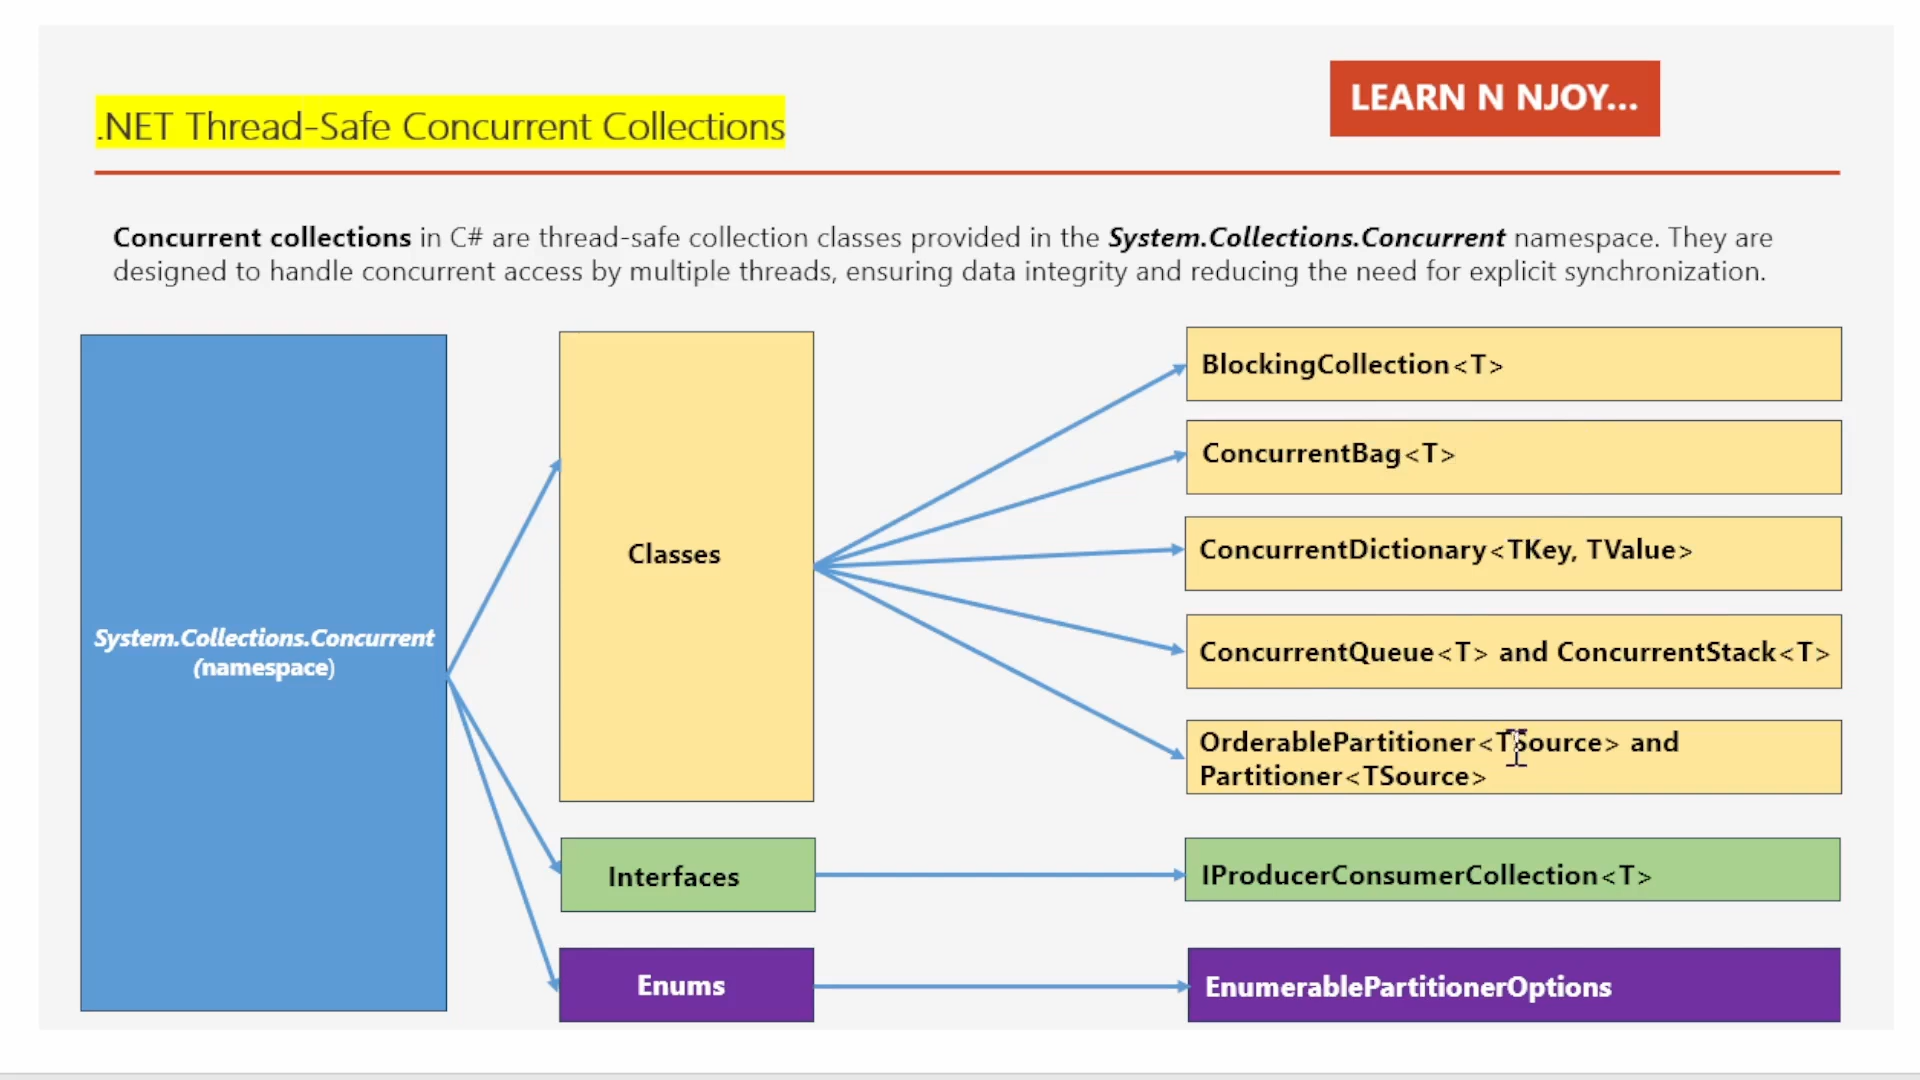 .NET Thread-Safe Concurrent Collections
LEARN N NJOY...
Concurrent collections in C# are thread-safe collection classes provided in the System.Collections.Concurrent namespace. They are
designed to handle concurrent access by multiple threads, ensuring data integrity and reducing the need for explicit synchronization.
System.Collections.Concurrent
(namespace)
Classes
BlockingCollection<T>
ConcurrentBag<T>
ConcurrentDictionary<TKey, TValue>
ConcurrentQueue<T> and ConcurrentStack<T>
OrderablePartitioner<TSource> and
Partitioner<TSource>
Interfaces
IProducerConsumerCollection<T>
Enums
EnumerablePartitionerOptions